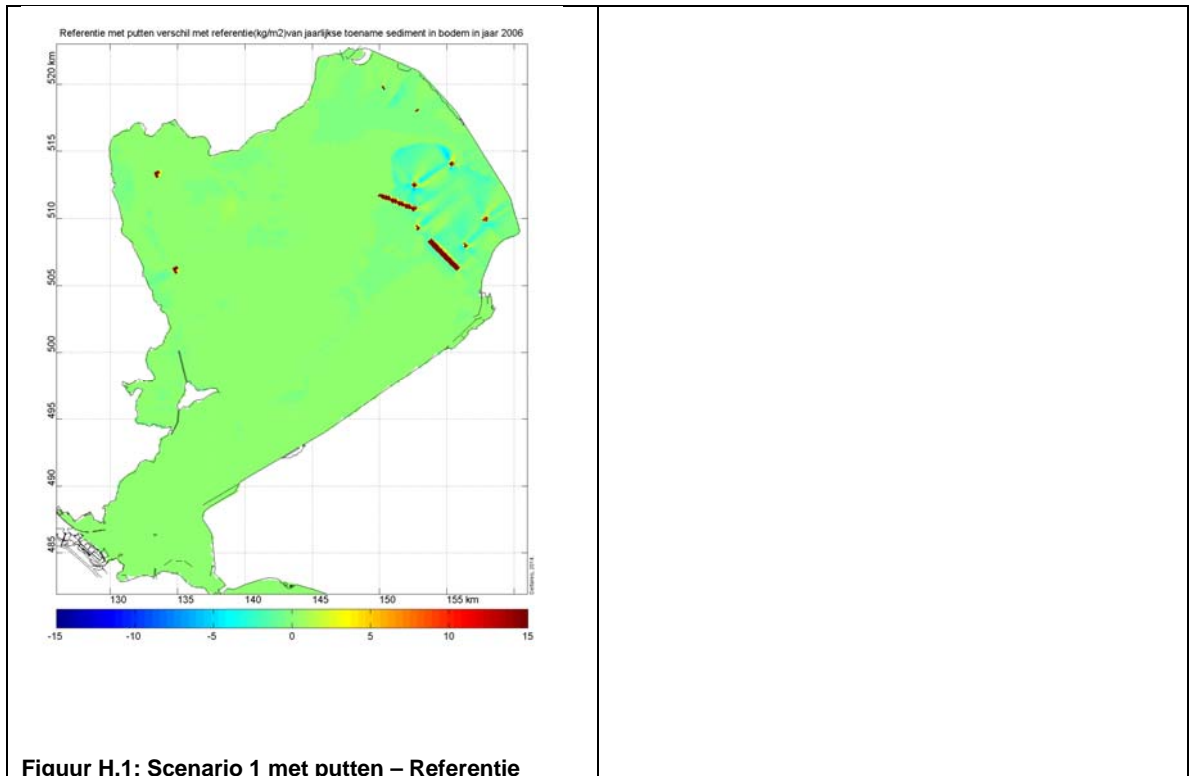 Referentie met putten verschil met referentie(kg/m2)van jaarlijkse toename sediment in bodem in jaar 2006
520 km
515
510
505
500
495
490
485
130 135 140 145 150 155 km
Deltares, 2014.
-15 -10 -5 0 5 10 15
Figuur H.1: Scenario 1 met putten – Referentie